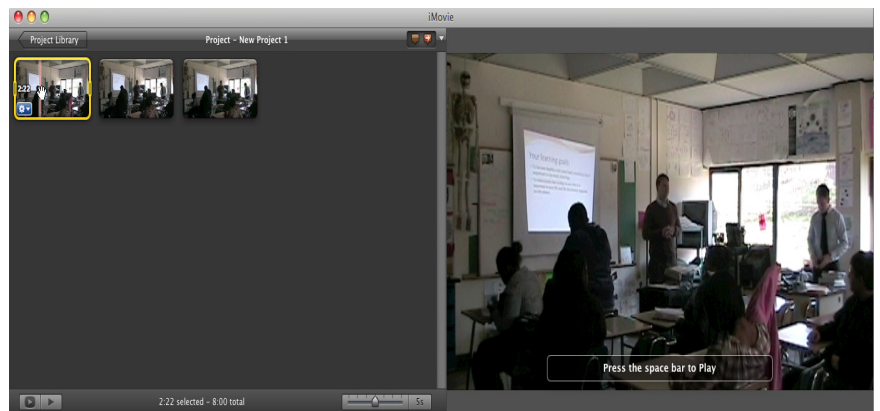 iMovie
Project Library
Project - New Project 1
2:22
Your learning goals
Press the space bar to Play
2:22 selected - 8:00 total
5s